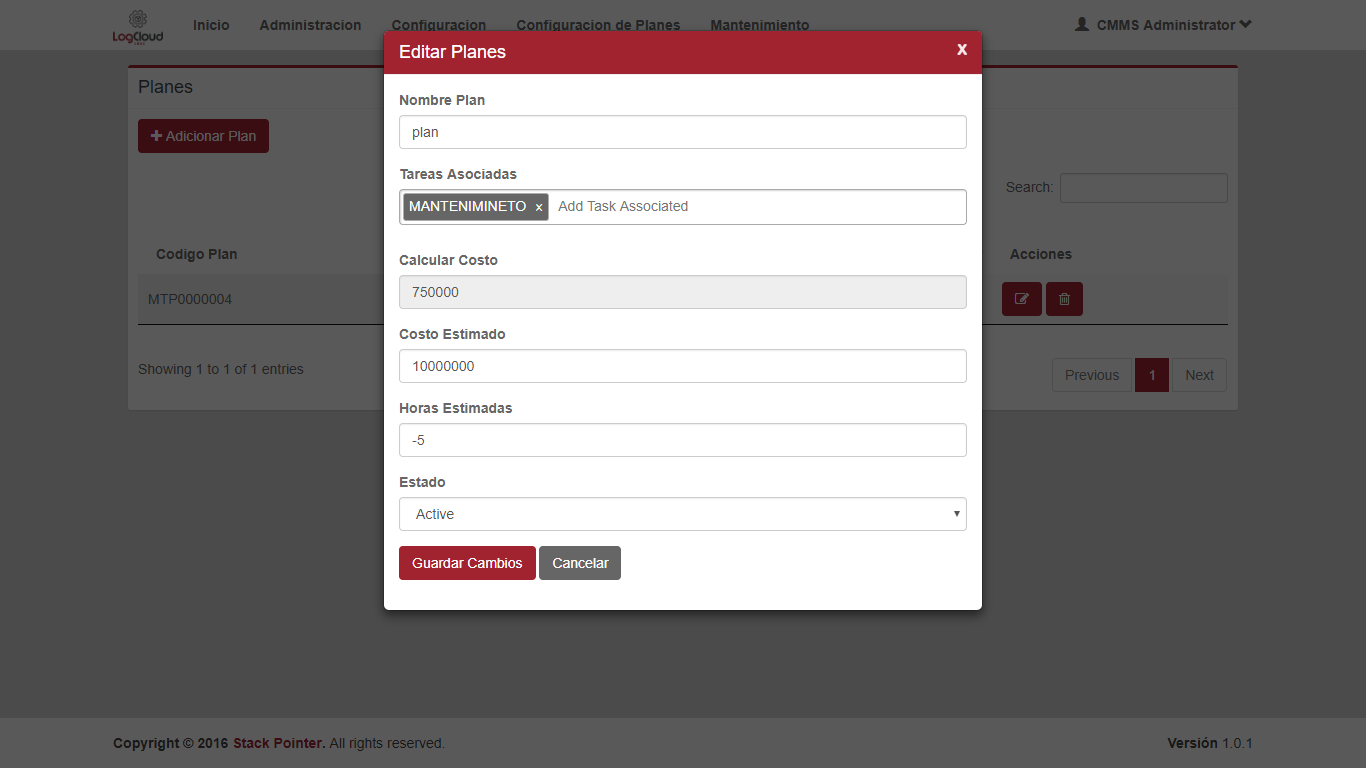 LogCloud
Inicio Administracion Configuracion Configuracion de Planes Mantenimiento CMMS Administrator
Editar Planes x
Planes
Nombre Plan
Adicionar Plan
plan
Tareas Asociadas
Search:
MANTENIMINETO x Add Task Associated
Codigo Plan
Acciones
Calcular Costo
MTP0000004
750000
Costo Estimado
10000000
Showing 1 to 1 of 1 entries
Previous 1 Next
Horas Estimadas
-5
Estado
Active
Guardar Cambios Cancelar
Copyright © 2016 Stack Pointer. All rights reserved.
Versión 1.0.1